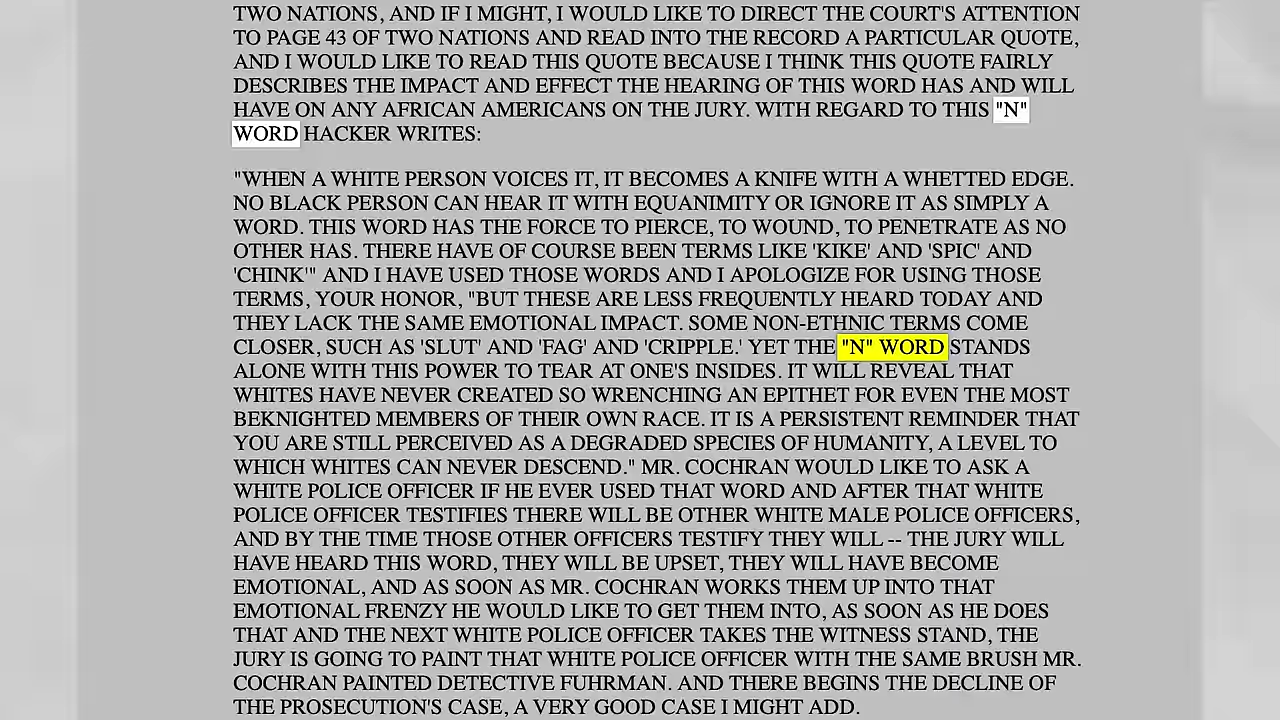 TWO NATIONS, AND IF I MIGHT, I WOULD LIKE TO DIRECT THE COURT'S ATTENTION
TO PAGE 43 OF TWO NATIONS AND READ INTO THE RECORD A PARTICULAR QUOTE,
AND I WOULD LIKE TO READ THIS QUOTE BECAUSE I THINK THIS QUOTE FAIRLY
DESCRIBES THE IMPACT AND EFFECT THE HEARING OF THIS WORD HAS AND WILL
HAVE ON ANY AFRICAN AMERICANS ON THE JURY. WITH REGARD TO THIS "N"
WORD HACKER WRITES:
"WHEN A WHITE PERSON VOICES IT, IT BECOMES A KNIFE WITH A WHETTED EDGE.
NO BLACK PERSON CAN HEAR IT WITH EQUANIMITY OR IGNORE IT AS SIMPLY A
WORD. THIS WORD HAS THE FORCE TO PIERCE, TO WOUND, TO PENETRATE AS NO
OTHER HAS. THERE HAVE OF COURSE BEEN TERMS LIKE 'KIKE' AND 'SPIC' AND
'CHINK'" AND I HAVE USED THOSE WORDS AND I APOLOGIZE FOR USING THOSE
TERMS, YOUR HONOR, "BUT THESE ARE LESS FREQUENTLY HEARD TODAY AND
THEY LACK THE SAME EMOTIONAL IMPACT. SOME NON-ETHNIC TERMS COME
CLOSER, SUCH AS 'SLUT' AND 'FAG' AND 'CRIPPLE.' YET THE "N" WORD STANDS
ALONE WITH THIS POWER TO TEAR AT ONE'S INSIDES. IT WILL REVEAL THAT
WHITES HAVE NEVER CREATED SO WRENCHING AN EPITHET FOR EVEN THE MOST
BEKNIGHTED MEMBERS OF THEIR OWN RACE. IT IS A PERSISTENT REMINDER THAT
YOU ARE STILL PERCEIVED AS A DEGRADED SPECIES OF HUMANITY, A LEVEL TO
WHICH WHITES CAN NEVER DESCEND." MR. COCHRAN WOULD LIKE TO ASK A
WHITE POLICE OFFICER IF HE EVER USED THAT WORD AND AFTER THAT WHITE
POLICE OFFICER TESTIFIES THERE WILL BE OTHER WHITE MALE POLICE OFFICERS,
AND BY THE TIME THOSE OTHER OFFICERS TESTIFY THEY WILL -- THE JURY WILL
HAVE HEARD THIS WORD, THEY WILL BE UPSET, THEY WILL HAVE BECOME
EMOTIONAL, AND AS SOON AS MR. COCHRAN WORKS THEM UP INTO THAT
EMOTIONAL FRENZY HE WOULD LIKE TO GET THEM INTO, AS SOON AS HE DOES
THAT AND THE NEXT WHITE POLICE OFFICER TAKES THE WITNESS STAND, THE
JURY IS GOING TO PAINT THAT WHITE POLICE OFFICER WITH THE SAME BRUSH MR.
COCHRAN PAINTED DETECTIVE FUHRMAN. AND THERE BEGINS THE DECLINE OF
THE PROSECUTION'S CASE, A VERY GOOD CASE I MIGHT ADD.